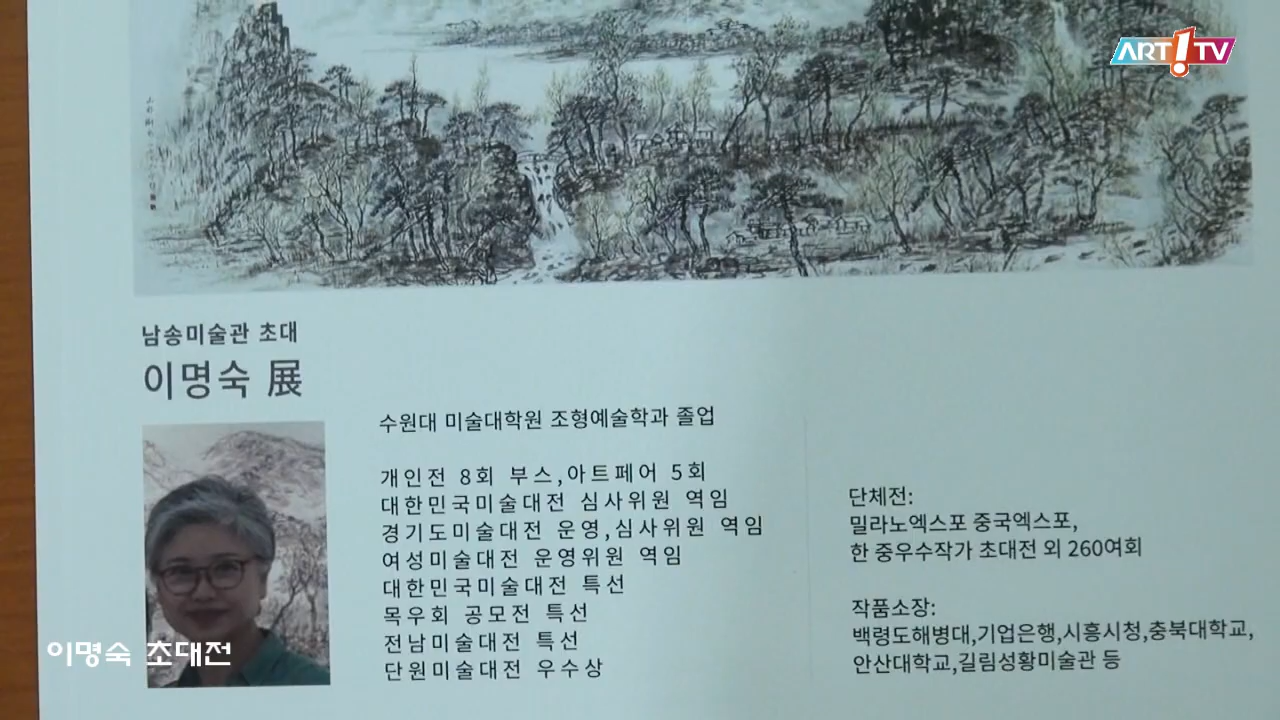 ART!TV
남송미술관 초대
이명숙 展
수원대 미술대학원 조형예술학과 졸업
개인전 8회 부스,아트페어 5회
대한민국미술대전 심사위원 역임
경기도미술대전 운영,심사위원 역임
여성미술대전 운영위원 역임
대한민국미술대전 특선
목우회 공모전 특선
전남미술대전 특선
단원미술대전 우수상
단체전:
밀라노엑스포 중국엑스포,
한 중우수작가 초대전 외 260여회
작품소장:
백령도해병대,기업은행,시흥시청,충북대학교,
안산대학교,길림성황미술관 등
이명숙 초대전